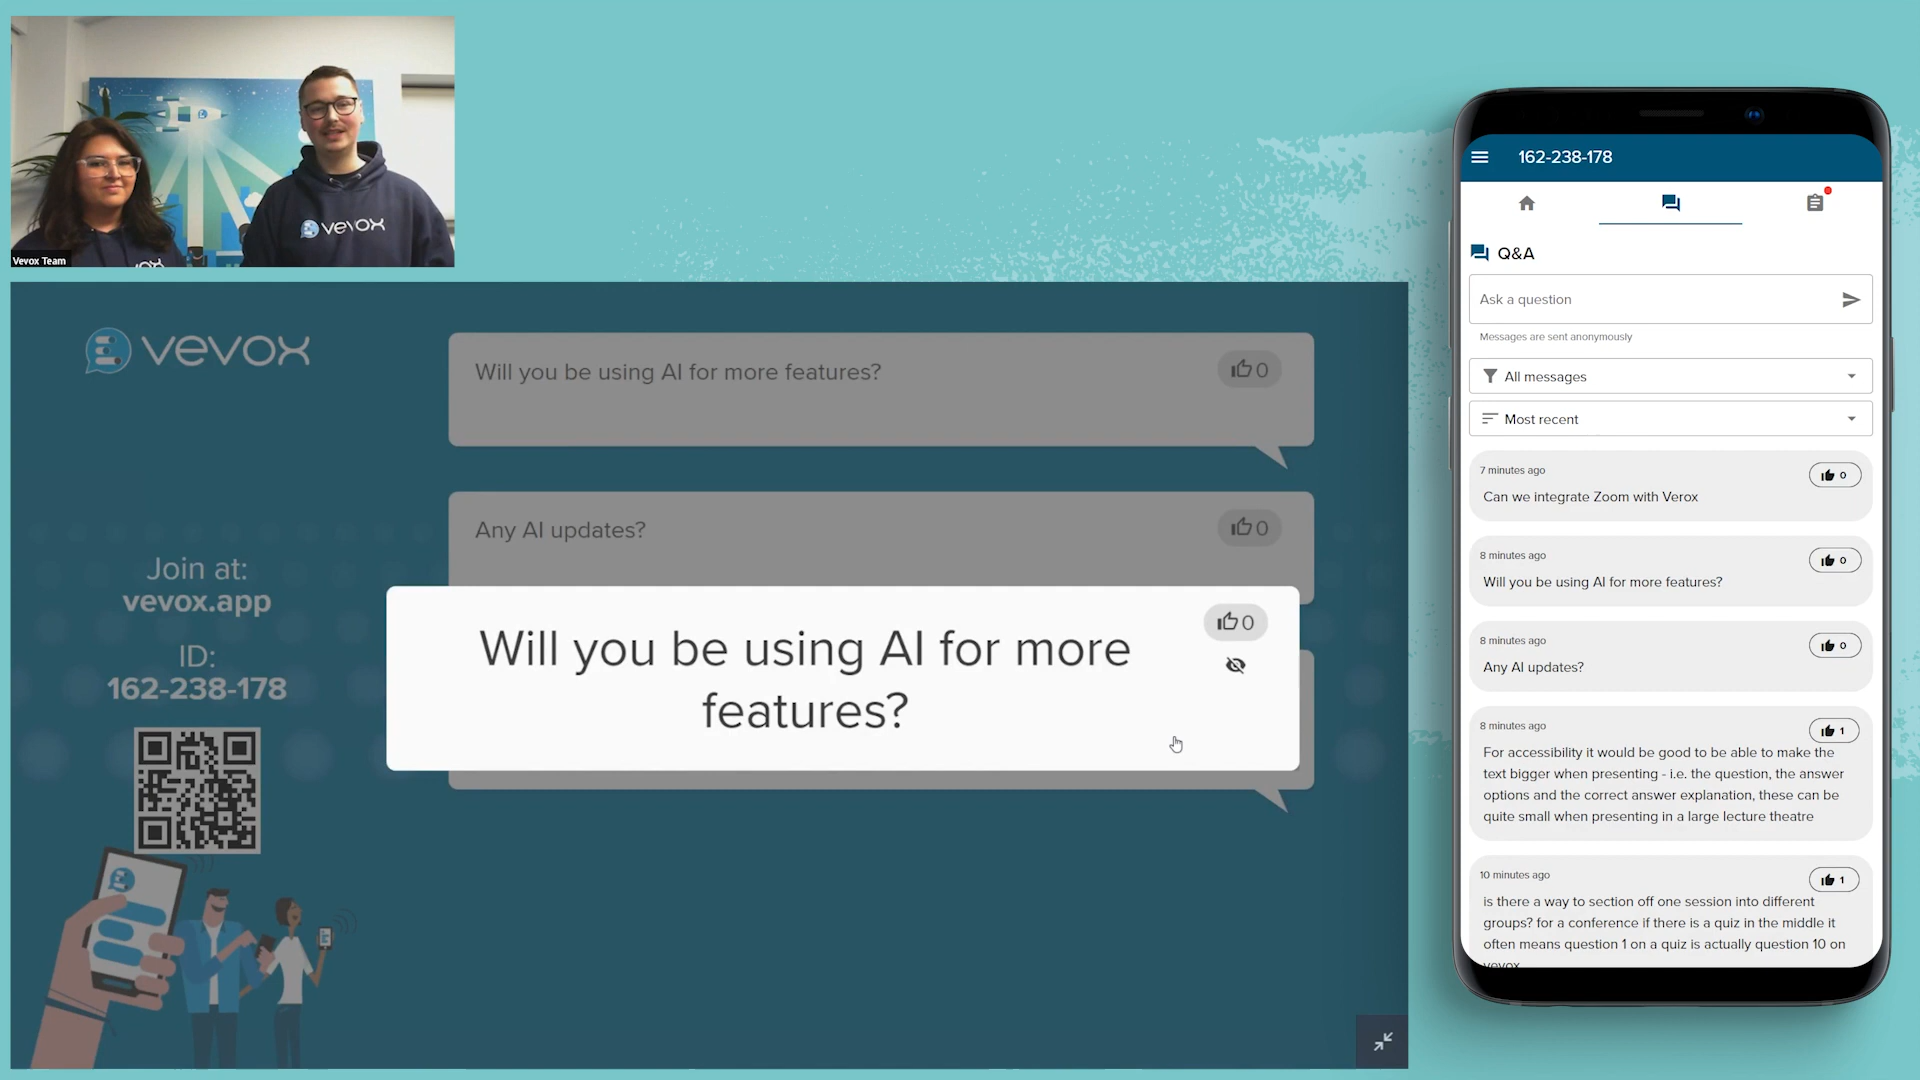 vevox
Vevox Team
vevox
Join at:
vevox.app
ID:
162-238-178
Will you be using AI for more features?
0
Any AI updates?
0
Will you be using AI for more
features?
0
162-238-178
Q&A
Ask a question
Messages are sent anonymously
All messages
Most recent
7 minutes ago
0
Can we integrate Zoom with Verox
8 minutes ago
0
Will you be using AI for more features?
8 minutes ago
0
Any AI updates?
8 minutes ago
1
For accessibility it would be good to be able to make the
text bigger when presenting - i.e. the question, the answer
options and the correct answer explanation, these can be
quite small when presenting in a large lecture theatre
10 minutes ago
1
is there a way to section off one session into different
groups? for a conference if there is a quiz in the middle it
often means question 1 on a quiz is actually question 10 on
vevox